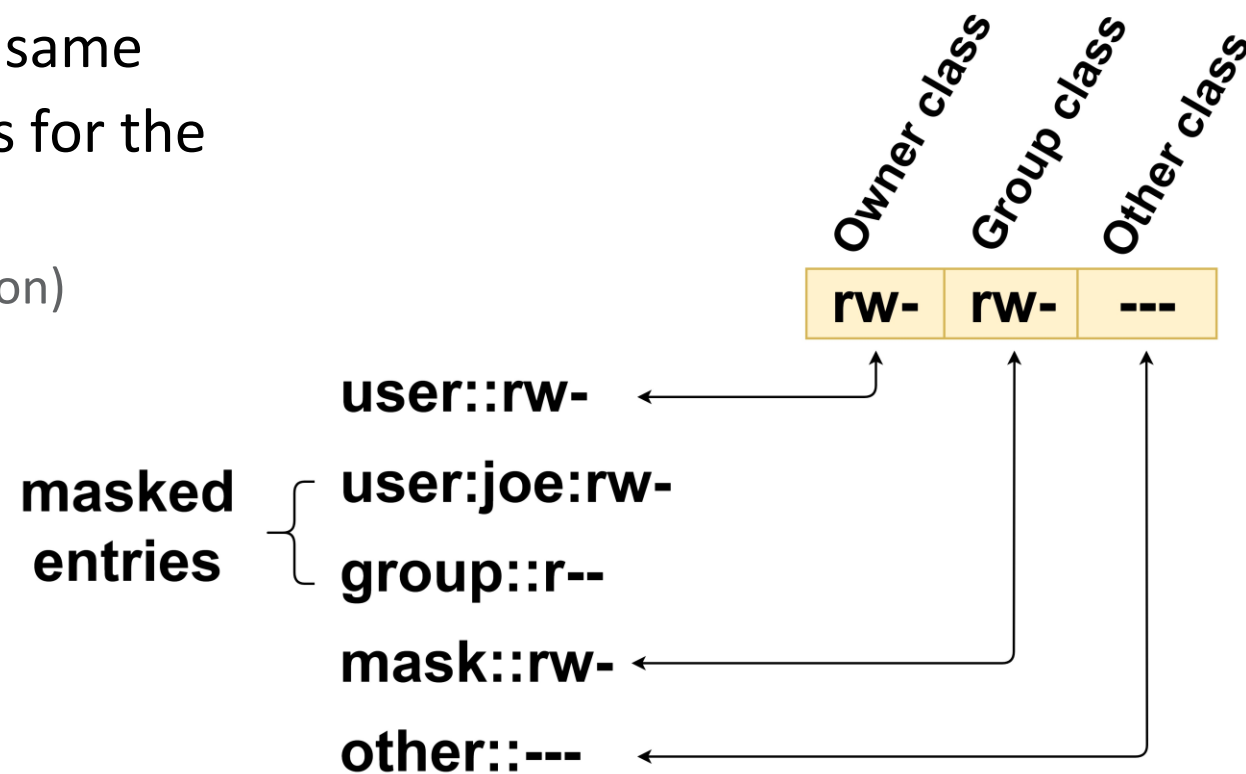 same
s for the
on)
Owner class
Group class
Other class
rw- rw- ---
user::rw-
masked
entries
user:joe:rw-
group::r--
mask::rw-
other::---